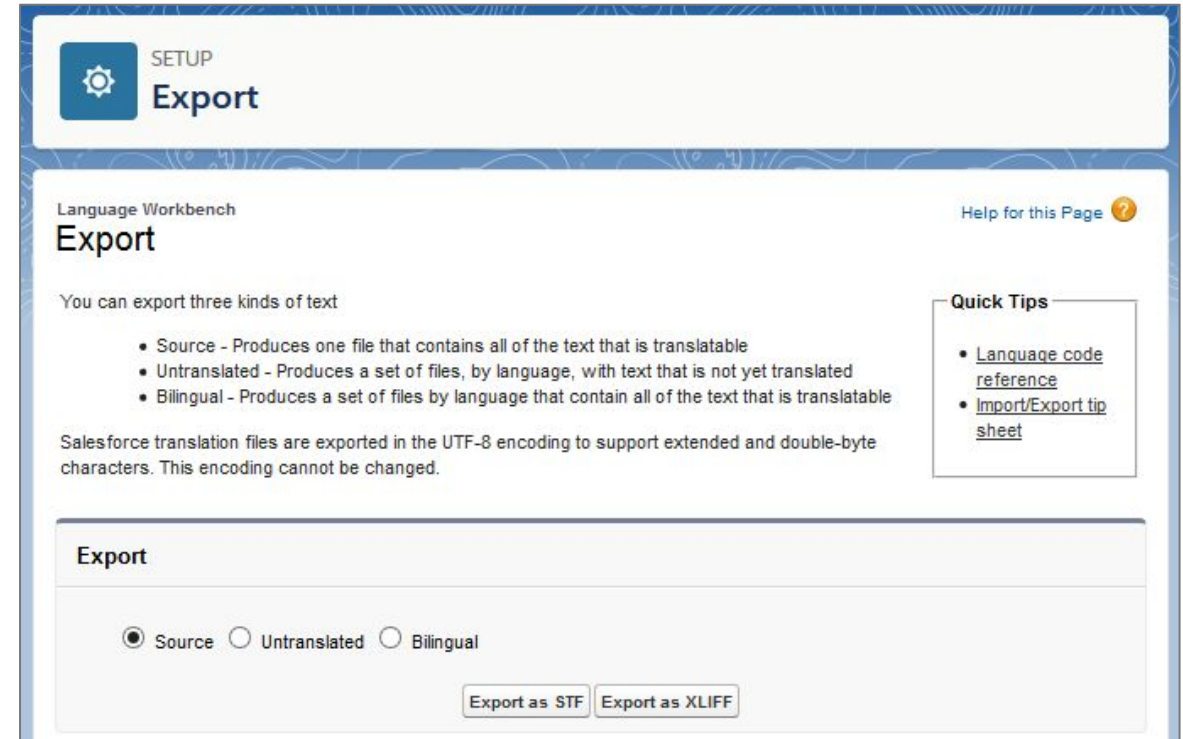 SETUP
Export
Language Workbench
Export
Help for this Page
You can export three kinds of text
• Source - Produces one file that contains all of the text that is translatable
• Untranslated - Produces a set of files, by language, with text that is not yet translated
• Bilingual - Produces a set of files by language that contain all of the text that is translatable
Salesforce translation files are exported in the UTF-8 encoding to support extended and double-byte
characters. This encoding cannot be changed.
Quick Tips
• Language code
reference
• Import/Export tip
sheet
Export
Source Untranslated Bilingual
Export as STF Export as XLIFF